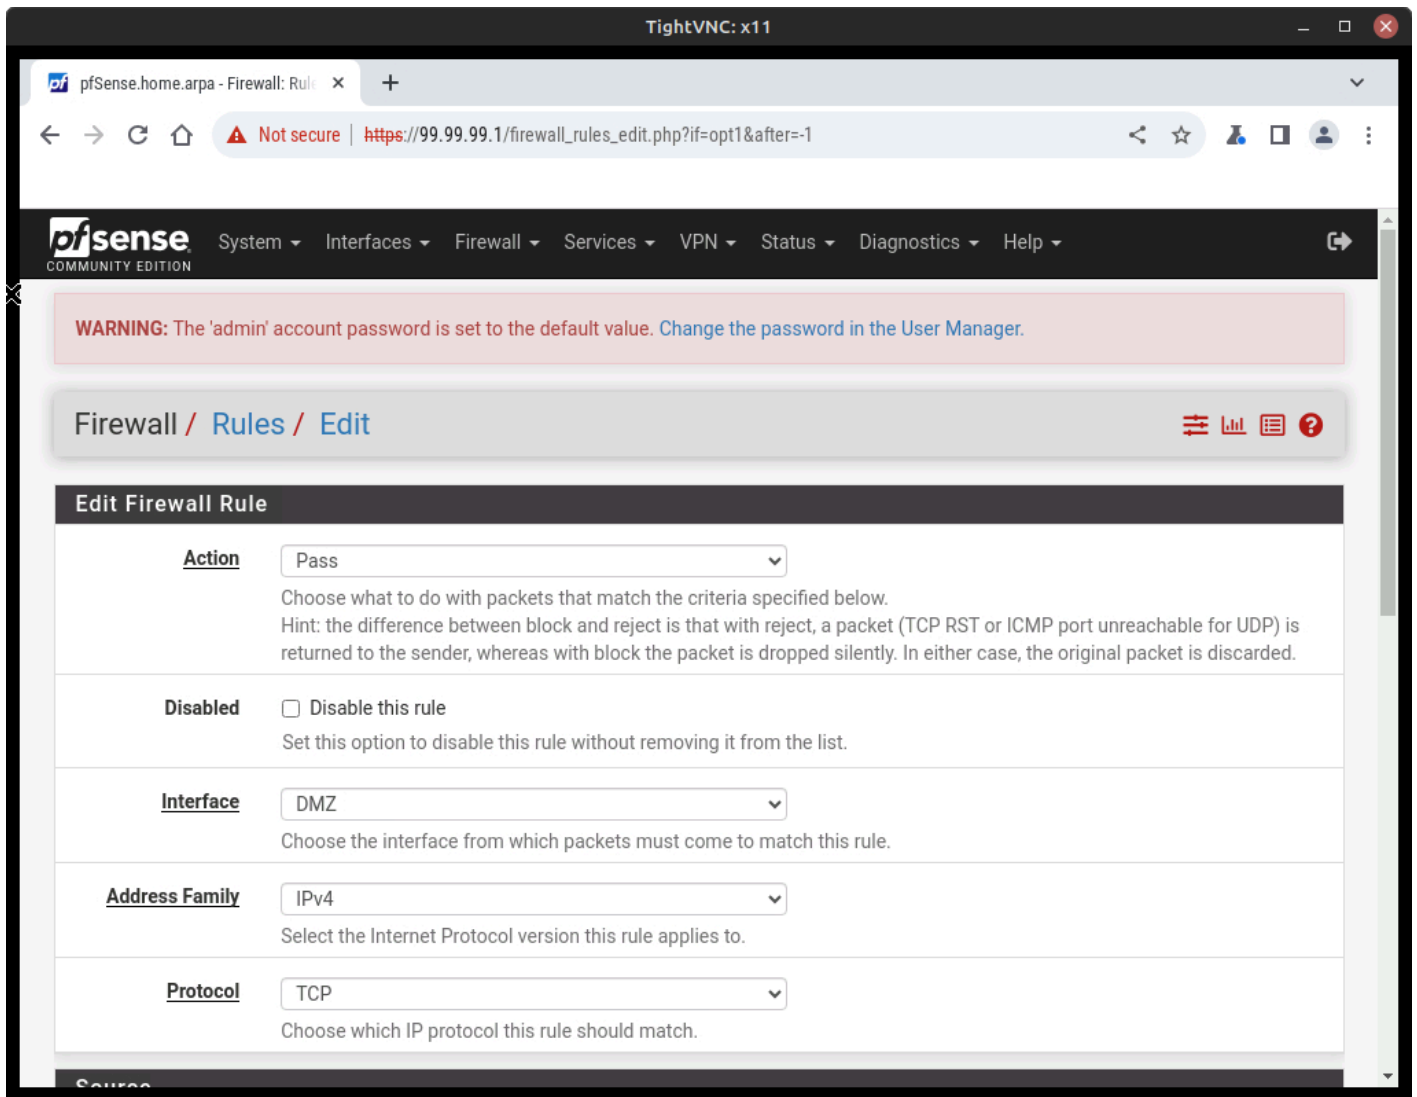 TightVNC: x11
pfSense.home.arpa - Firewall: Rul
Not secure | https://99.99.99.1/firewall_rules_edit.php?if=opt1&after=-1
pfsense System Interfaces Firewall Services VPN Status Diagnostics Help
COMMUNITY EDITION
WARNING: The 'admin' account password is set to the default value. Change the password in the User Manager.
Firewall / Rules / Edit
Edit Firewall Rule
Action Pass
Choose what to do with packets that match the criteria specified below.
Hint: the difference between block and reject is that with reject, a packet (TCP RST or ICMP port unreachable for UDP) is
returned to the sender, whereas with block the packet is dropped silently. In either case, the original packet is discarded.
Disabled Disable this rule
Set this option to disable this rule without removing it from the list.
Interface DMZ
Choose the interface from which packets must come to match this rule.
Address Family IPv4
Select the Internet Protocol version this rule applies to.
Protocol TCP
Choose which IP protocol this rule should match.
Source